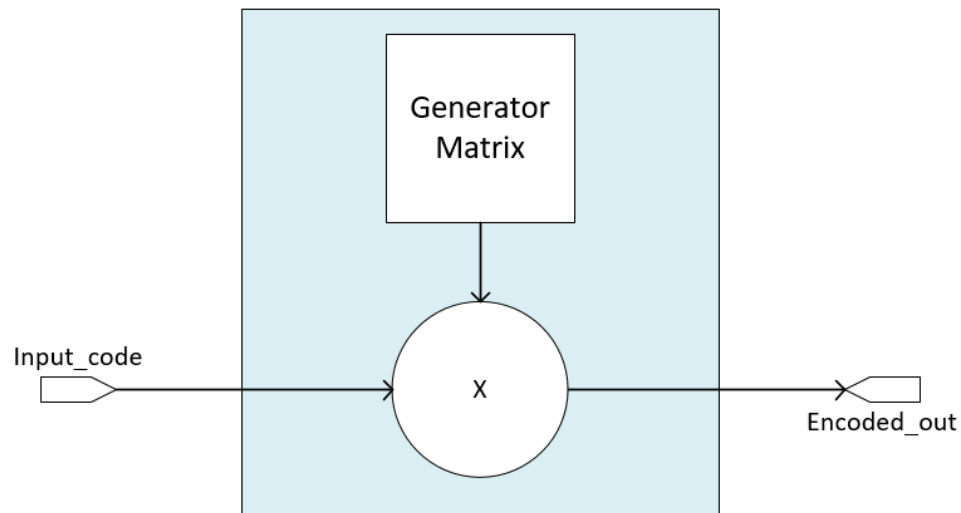 Generator
Matrix
Input_code
X
Encoded_out